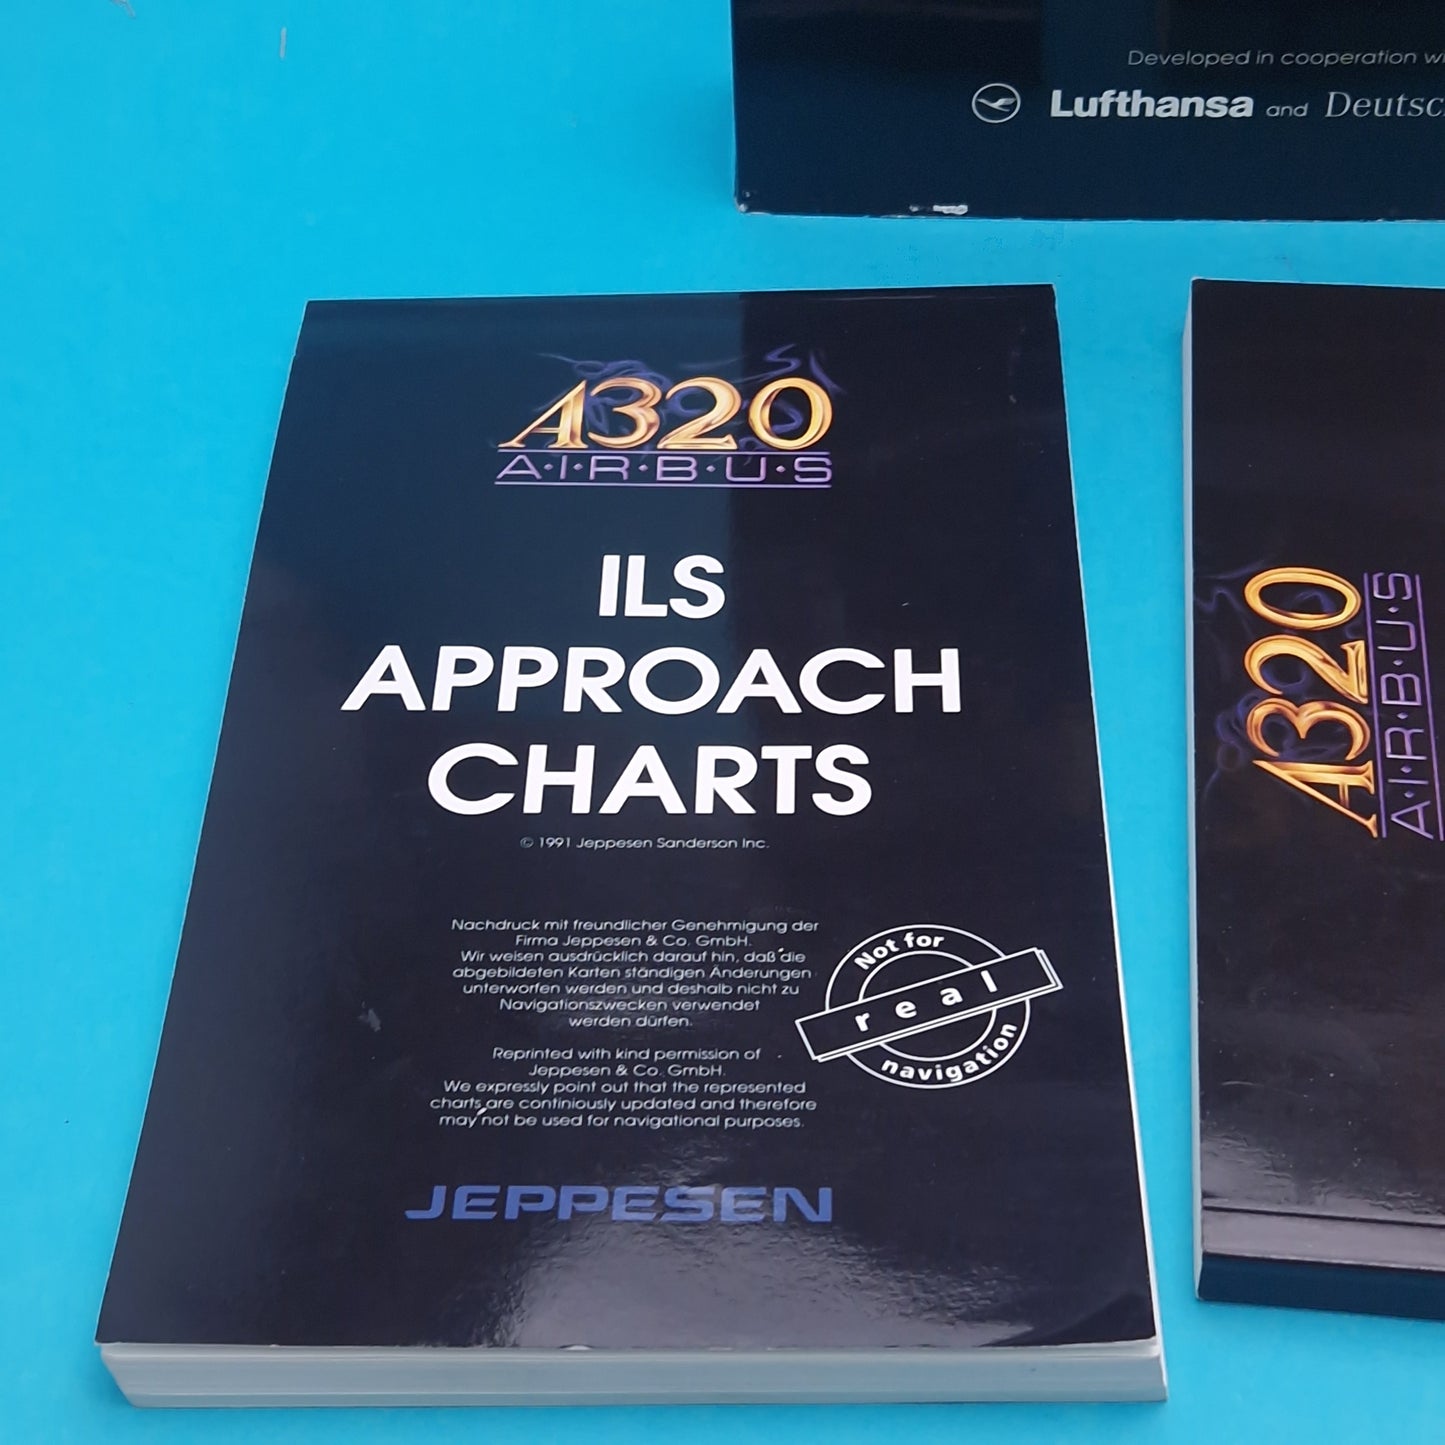 Developed in cooperation
Lufthansa and
A320
A·I·R·B·U·S
ILS
APPROACH
CHARTS
© 1991 Jeppesen Sanderson Inc.
Nachdruck mit freundlicher Genehmigung der
Firma Jeppesen & Co. GmbH.
Wir weisen ausdrücklich darauf hin, daß die
abgebildeten Karten ständigen Änderungen
unterworfen werden und deshalb nicht zu
Navigationszwecken verwendet
werden dürfen.
Reprinted with kind permission of
Jeppesen & Co. GmbH.
We expressly point out that the represented
charts are continiously updated and therefore
may not be used for navigational purposes.
Not for
real
navigation
JEPPESEN
A320
A·I·R·B·U·S